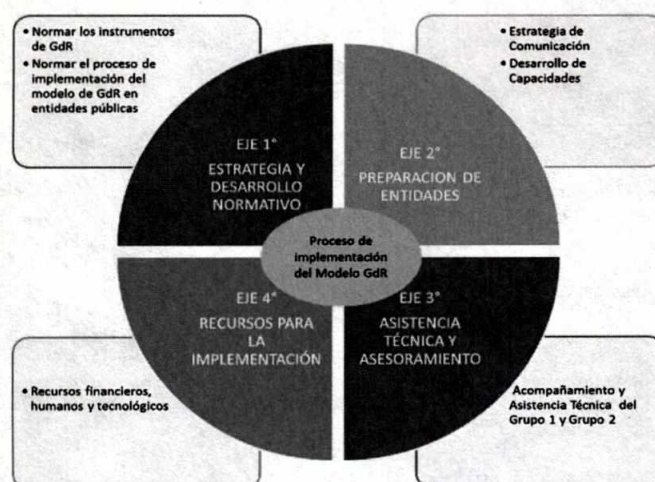 • Normar los instrumentos
de GdR
• Normar el proceso de
implementación del
modelo de GdR en
entidades públicas
• Estrategia de
Comunicación
• Desarrollo de
Capacidades
EJE 1°
ESTRATEGIA Y
DESARROLLO
NORMATIVO
EJE 2°
PREPARACION DE
ENTIDADES
Proceso de
implementación
del Modelo GdR
EJE 4°
RECURSOS PARA
LA
IMPLEMENTACIÓN
EJE 3°
ASISTENCIA
TÉCNICA Y
ASESORAMIENTO
• Recursos financieros,
humanos y tecnológicos
Acompañamiento y
Asistencia Técnica del
Grupo 1 y Grupo 2